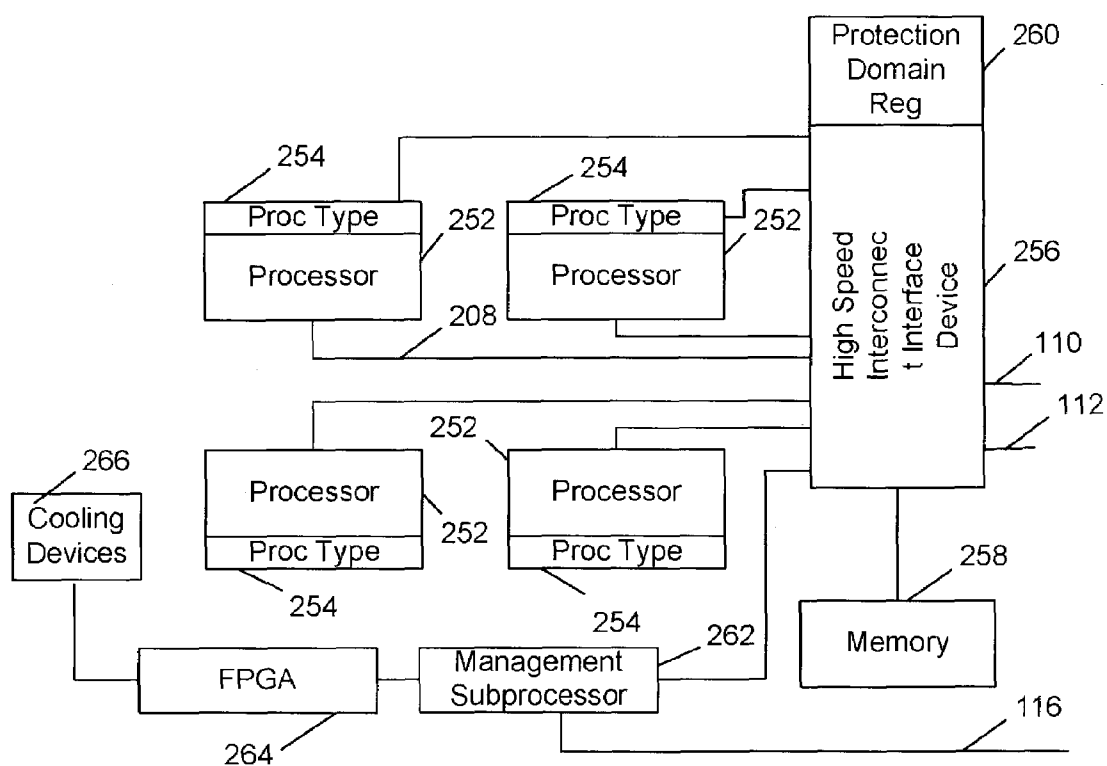 Protection
Domain
Reg
260
254
254
Proc Type
Proc Type
252
252
Processor
Processor
High Speed
Interconnec
t Interface
Device
256
208
110
112
252
266
Processor
Processor
Cooling
Devices
252
Proc Type
Proc Type
258
254
254
262
Memory
Management
Subprocessor
FPGA
264
116